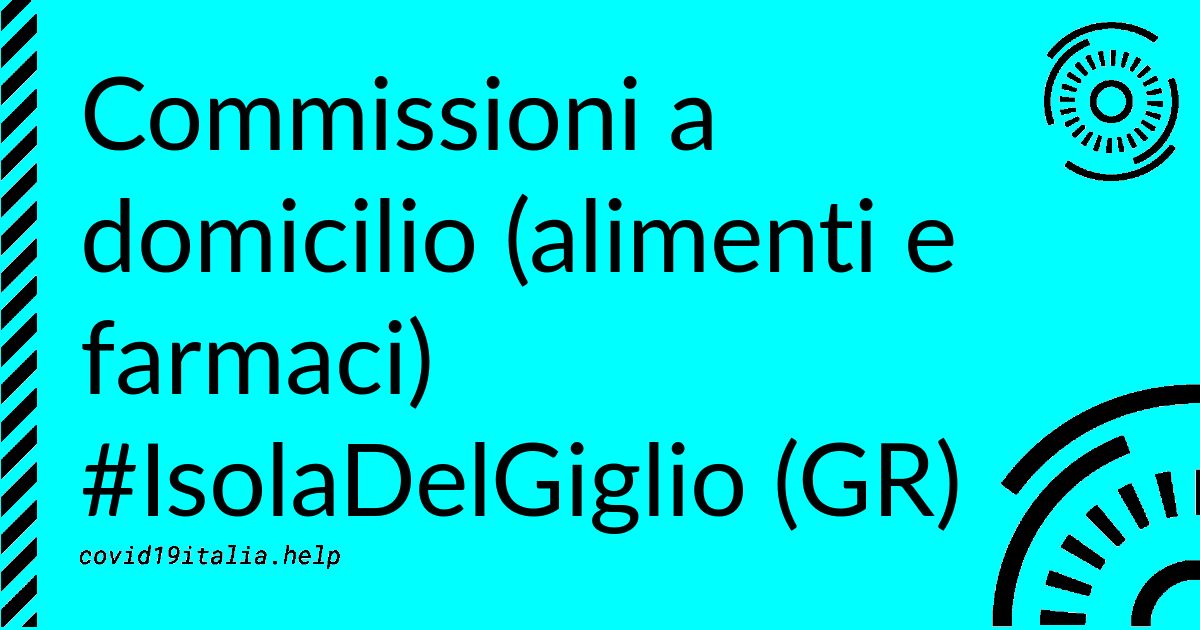 Commissioni a
domicilio (alimenti e
farmaci)
#IsolaDelGiglio (GR)
covid19italia.help